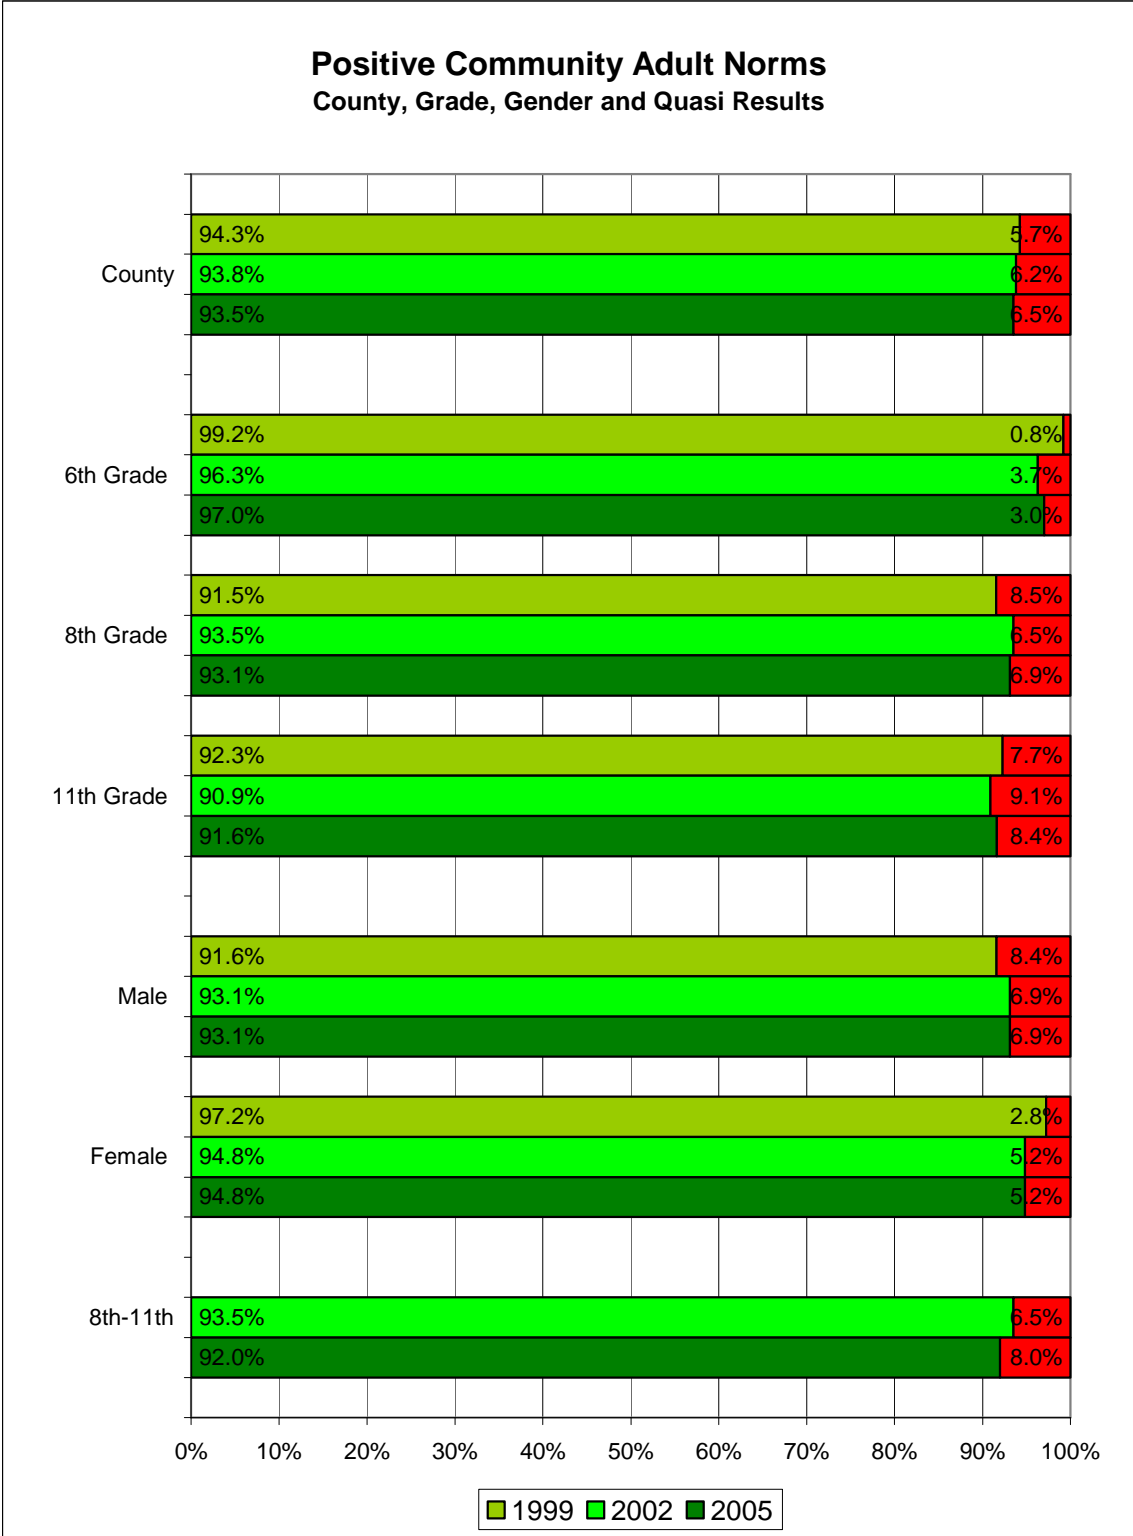 Positive Community Adult Norms
County, Grade, Gender and Quasi Results
94.3% 5.7%
County 93.8% 6.2%
93.5% 6.5%
99.2% 0.8%
6th Grade 96.3% 3.7%
97.0% 3.0%
91.5% 8.5%
8th Grade 93.5% 6.5%
93.1% 6.9%
92.3% 7.7%
11th Grade 90.9% 9.1%
91.6% 8.4%
91.6% 8.4%
Male 93.1% 6.9%
93.1% 6.9%
97.2% 2.8%
Female 94.8% 5.2%
94.8% 5.2%
8th-11th 93.5% 6.5%
92.0% 8.0%
0% 10% 20% 30% 40% 50% 60% 70% 80% 90% 100%
1999 2002 2005